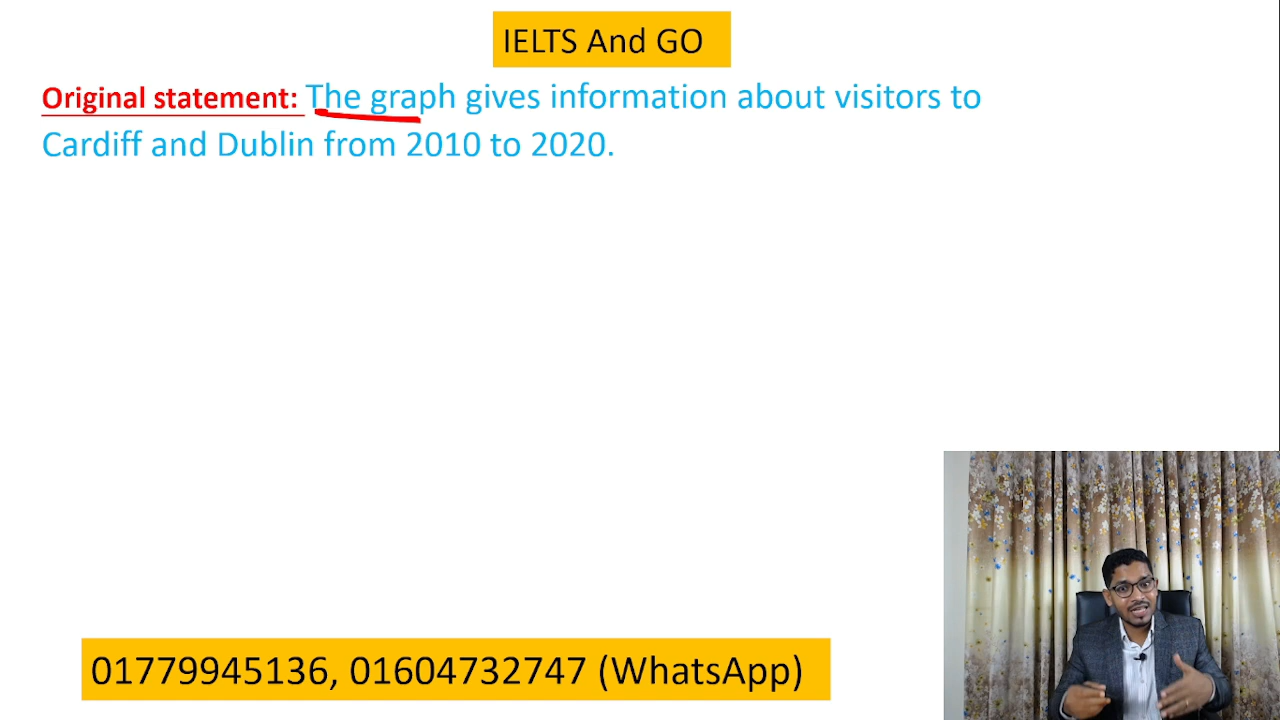 IELTS And GO
Original statement: The graph gives information about visitors to
Cardiff and Dublin from 2010 to 2020.
01779945136, 01604732747 (WhatsApp)